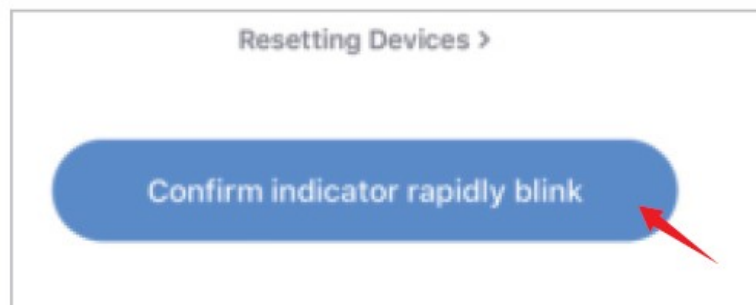 Resetting Devices >
Confirm indicator rapidly blink